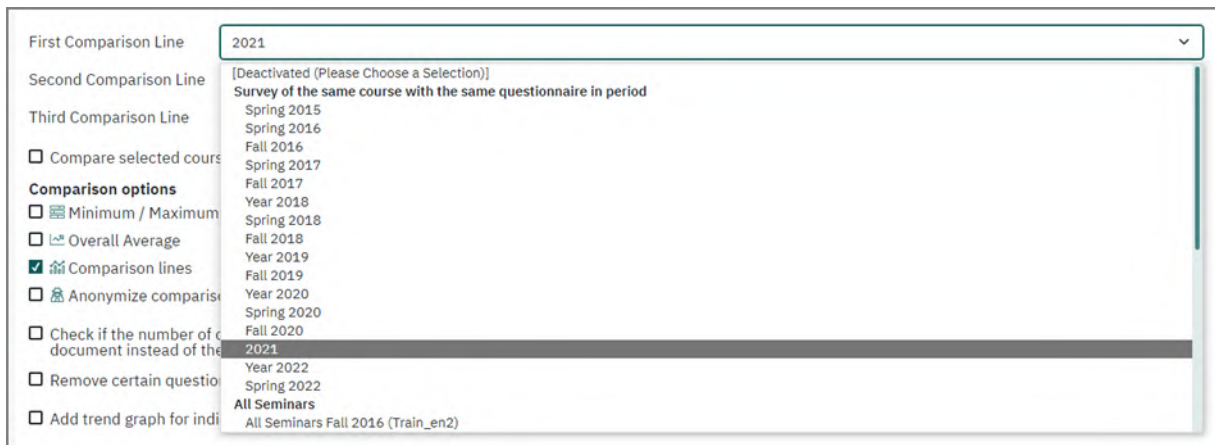 First Comparison Line
2021
Second Comparison Line
[Deactivated (Please Choose a Selection)]
Survey of the same course with the same questionnaire in period
Third Comparison Line
Spring 2015
Spring 2016
Fall 2016
Compare selected cours
Spring 2017
Fall 2017
Comparison options
Year 2018
Minimum / Maximum
Spring 2018
Overall Average
Fall 2018
Year 2019
Comparison lines
Fall 2019
Anonymize comparis
Year 2020
Spring 2020
Check if the number of
Fall 2020
document instead of the
2021
Year 2022
Remove certain questio
Spring 2022
All Seminars
Add trend graph for indi
All Seminars Fall 2016 (Train_en2)